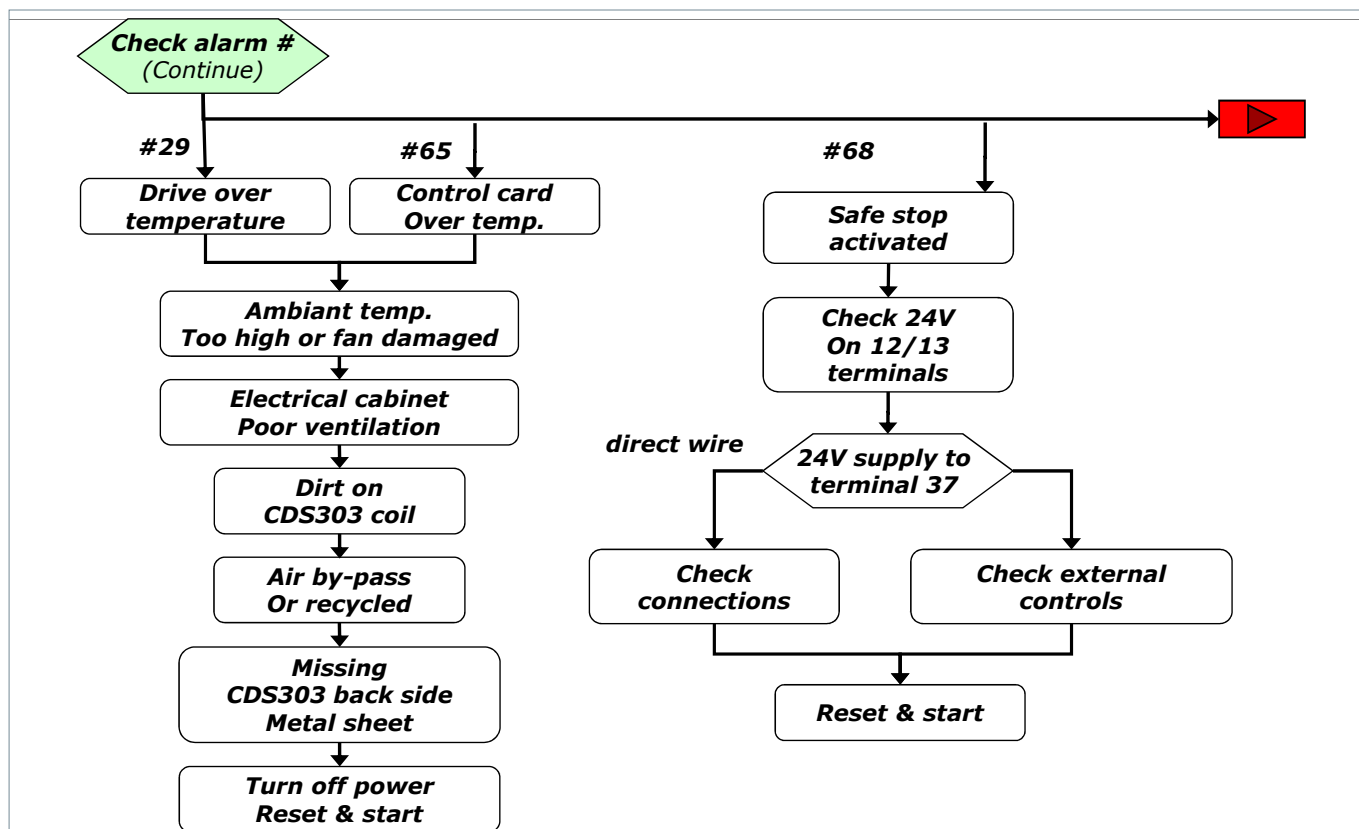 Check alarm #
(Continue)
#29
#65
#68
Drive over
temperature
Control card
Over temp.
Safe stop
activated
Ambiant temp.
Too high or fan damaged
Check 24V
On 12/13
terminals
Electrical cabinet
Poor ventilation
direct wire
24V supply to
terminal 37
Dirt on
CDS303 coil
Air by-pass
Or recycled
Check
connections
Check external
controls
Missing
CDS303 back side
Metal sheet
Reset & start
Turn off power
Reset & start